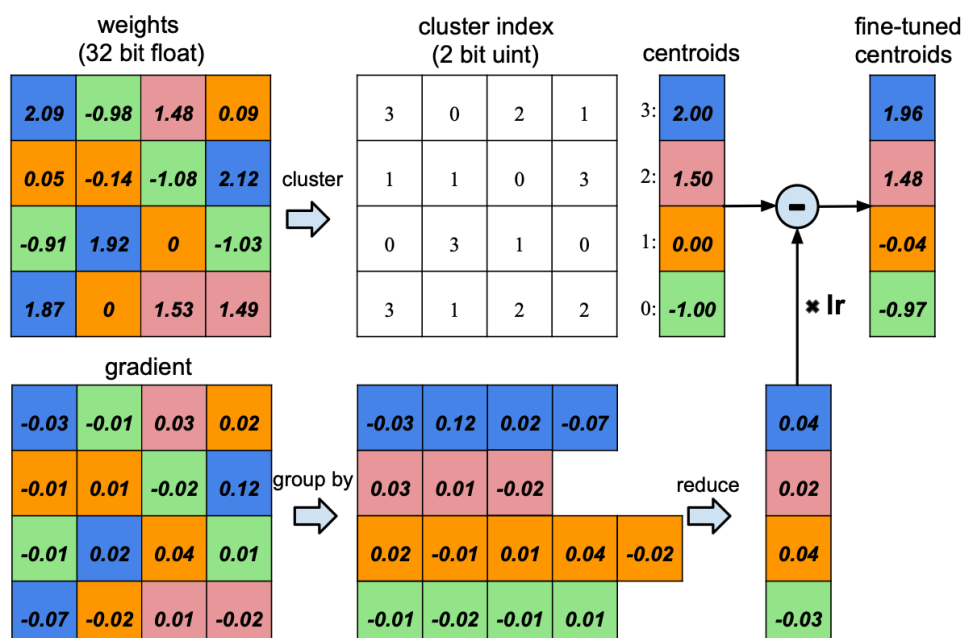 weights
(32 bit float)
cluster index
(2 bit uint)
centroids
fine-tuned
centroids
2.09 -0.98 1.48 0.09
3 0 2 1
3: 2.00
1.96
0.05 -0.14 -1.08 2.12
cluster
1 1 0 3
2: 1.50
-
1.48
-0.91 1.92 0 -1.03
0 3 1 0
1: 0.00
-0.04
1.87 0 1.53 1.49
3 1 2 2
0: -1.00
× lr
-0.97
gradient
-0.03 -0.01 0.03 0.02
-0.03 0.12 0.02 -0.07
0.04
-0.01 0.01 -0.02 0.12
group by
0.03 0.01 -0.02
reduce
0.02
-0.01 0.02 0.04 0.01
0.02 -0.01 0.01 0.04 -0.02
0.04
-0.07 -0.02 0.01 -0.02
-0.01 -0.02 -0.01 0.01
-0.03